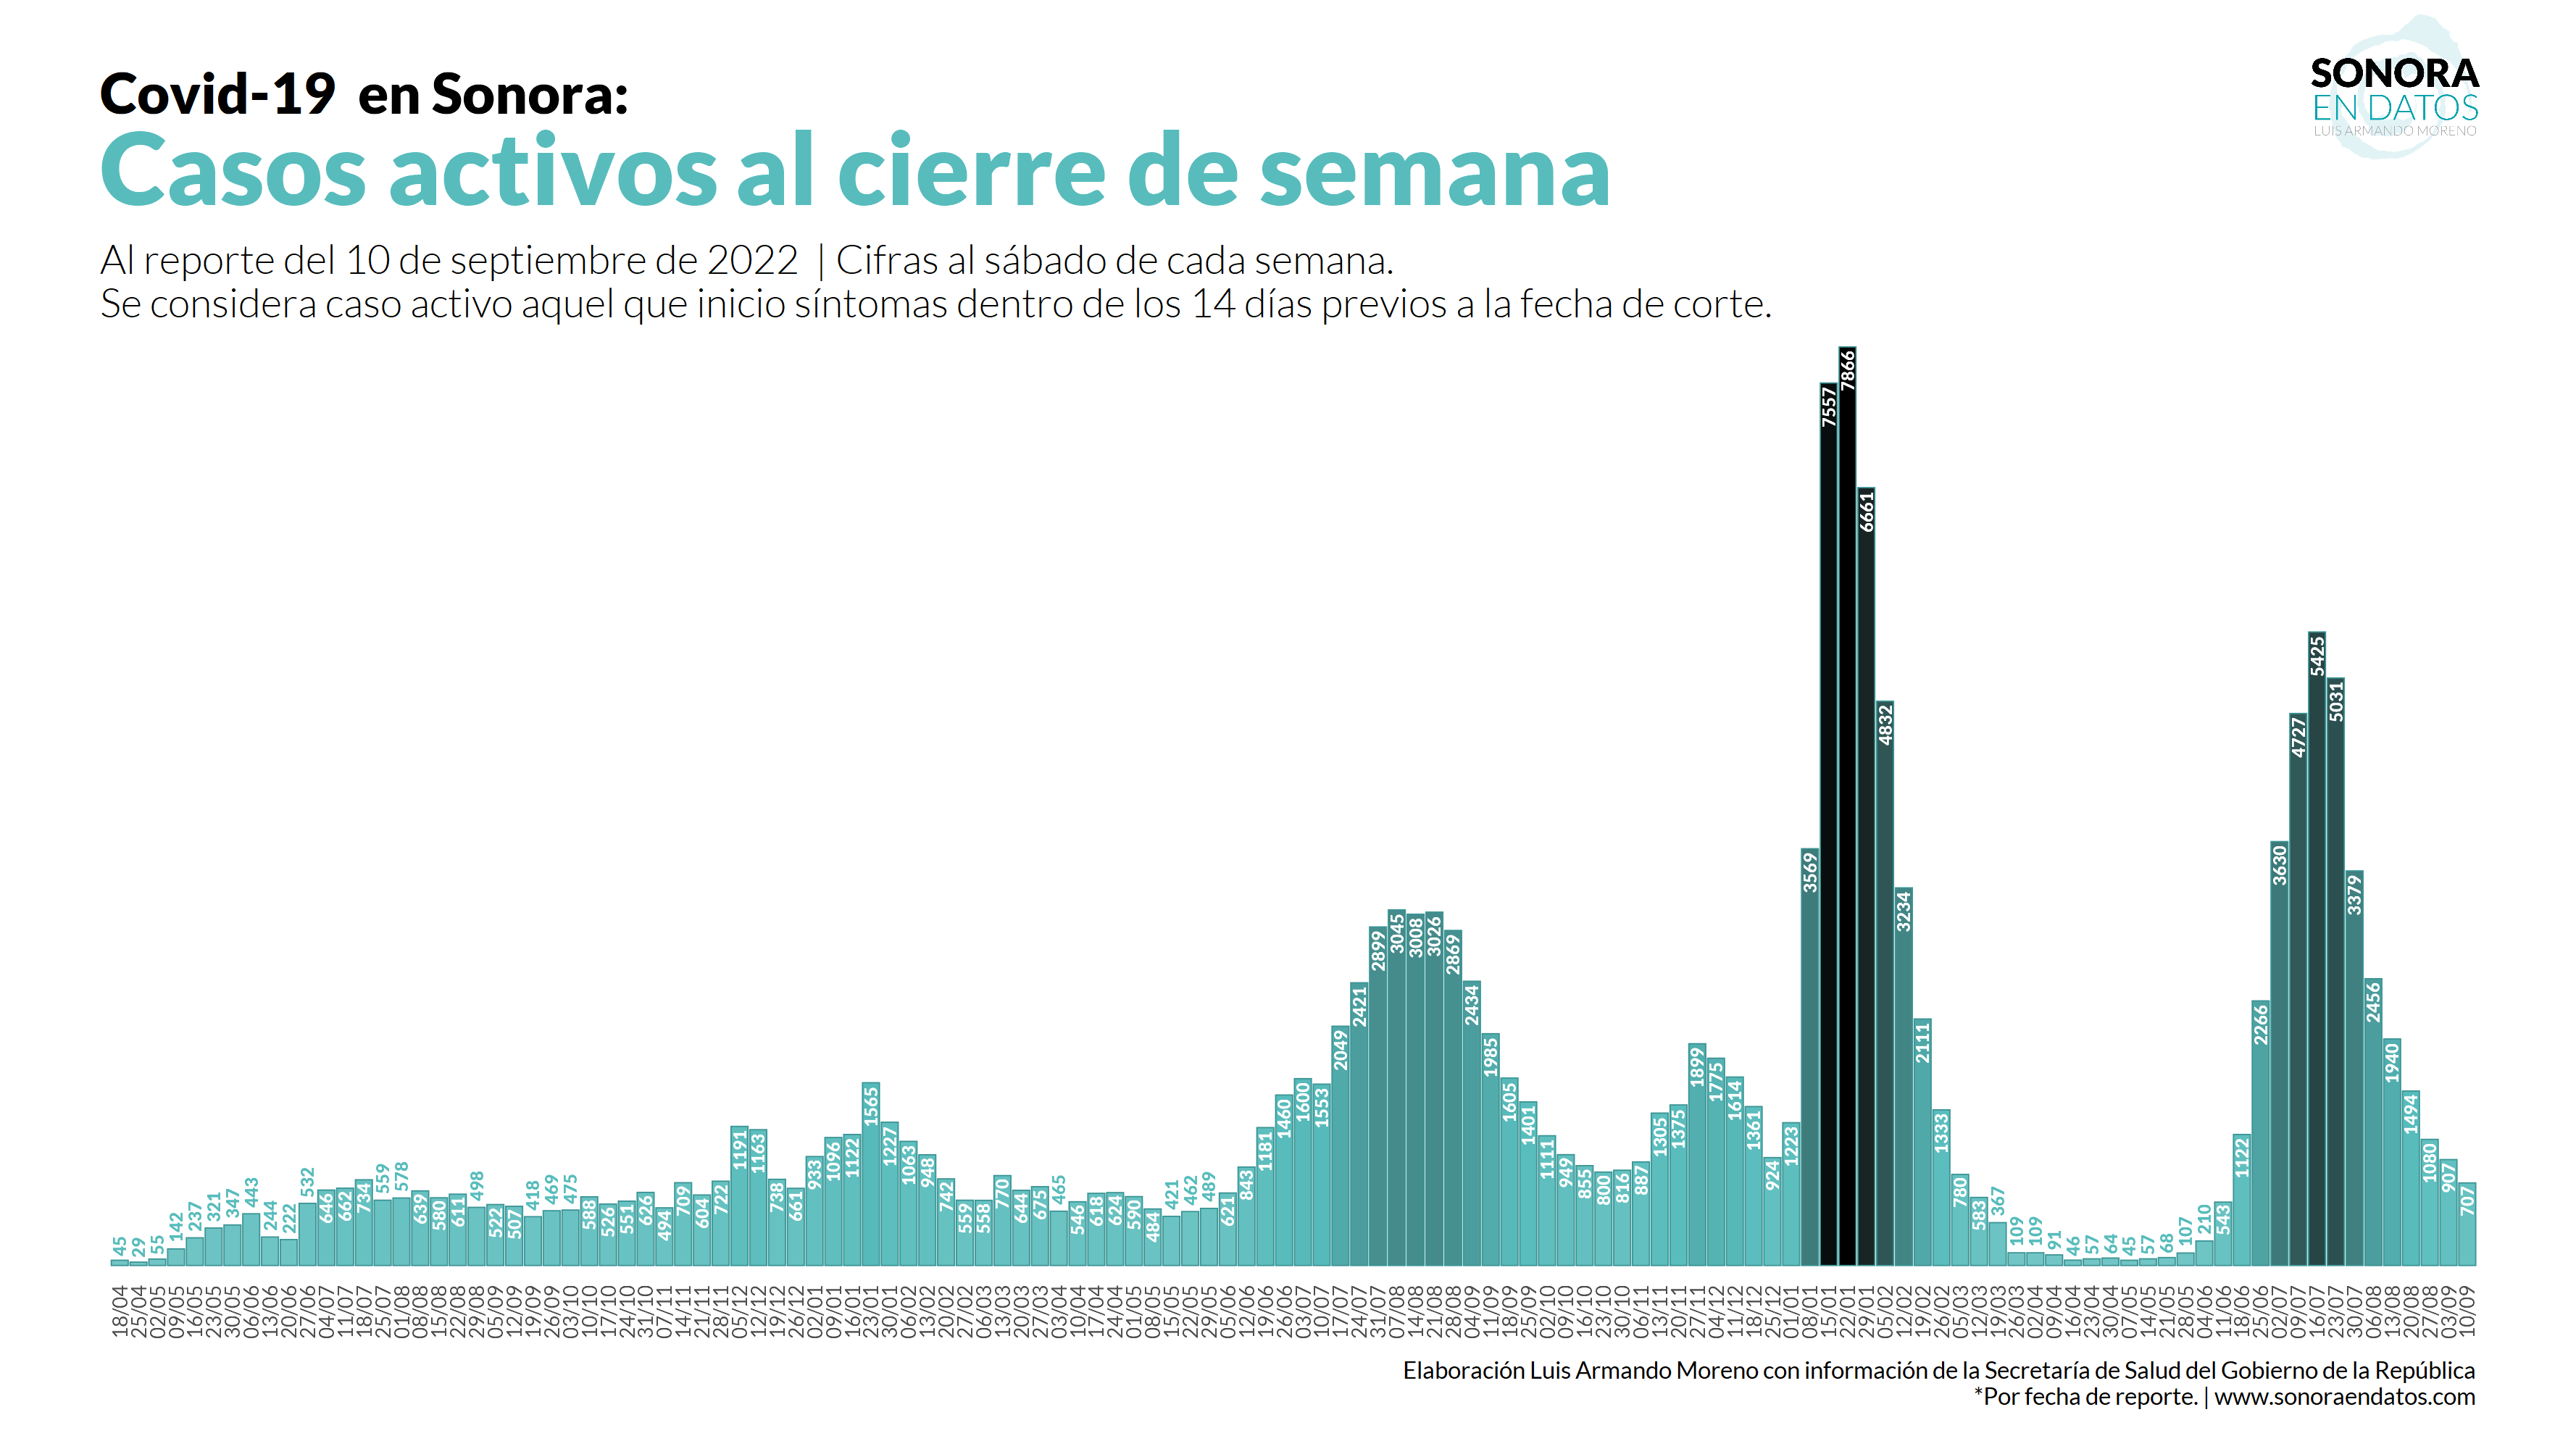 Covid-19 en Sonora:
Casos activos al cierre de semana
Al reporte del 10 de septiembre de 2022 | Cifras al sábado de cada semana.
Se considera caso activo aquel que inicio síntomas dentro de los 14 días previos a la fecha de corte.
SONORA
EN DATOS
LUIS ARMANDO MORENO
45 29 55 142 237 321 347 443 244 222 532 646 662 734 559 578 639 580 611 498 522 507 418 469 475 588 526 551 626 494 709 604 722 1191 1163 738 661 933 1096 1122 1565 1227 1063 948 742 559 558 770 644 675 465 546 618 624 590 484 421 462 489 621 843 1181 1460 1600 1553 2049 2421 2899 3045 3008 3026 2869 2434 1985 1605 1401 1111 949 855 800 816 887 1305 1375 1899 1775 1614 1361 924 1223 3569 7557 7866 6661 4832 3234 2111 1333 780 583 367 109 109 91 46 57 64 45 57 68 107 210 543 1122 2266 3630 4727 5425 5031 3379 2456 1940 1494 1080 907 707
18/04 25/04 02/05 09/05 16/05 23/05 30/05 06/06 13/06 20/06 27/06 04/07 11/07 18/07 25/07 01/08 08/08 15/08 22/08 29/08 05/09 12/09 19/09 26/09 03/10 10/10 17/10 24/10 31/10 07/11 14/11 21/11 28/11 05/12 12/12 19/12 26/12 02/01 09/01 16/01 23/01 30/01 06/02 13/02 20/02 27/02 06/03 13/03 20/03 27/03 03/04 10/04 17/04 24/04 01/05 08/05 15/05 22/05 29/05 05/06 12/06 19/06 26/06 03/07 10/07 17/07 24/07 31/07 07/08 14/08 21/08 28/08 04/09 11/09 18/09 25/09 02/10 09/10 16/10 23/10 30/10 06/11 13/11 20/11 27/11 04/12 11/12 18/12 25/12 01/01 08/01 15/01 22/01 29/01 05/02 12/02 19/02 26/02 05/03 12/03 19/03 26/03 02/04 09/04 16/04 23/04 30/04 07/05 14/05 21/05 28/05 04/06 11/06 18/06 25/06 02/07 09/07 16/07 23/07 30/07 06/08 13/08 20/08 27/08 03/09 10/09
Elaboración Luis Armando Moreno con información de la Secretaría de Salud del Gobierno de la República
*Por fecha de reporte. | www.sonoraendatos.com